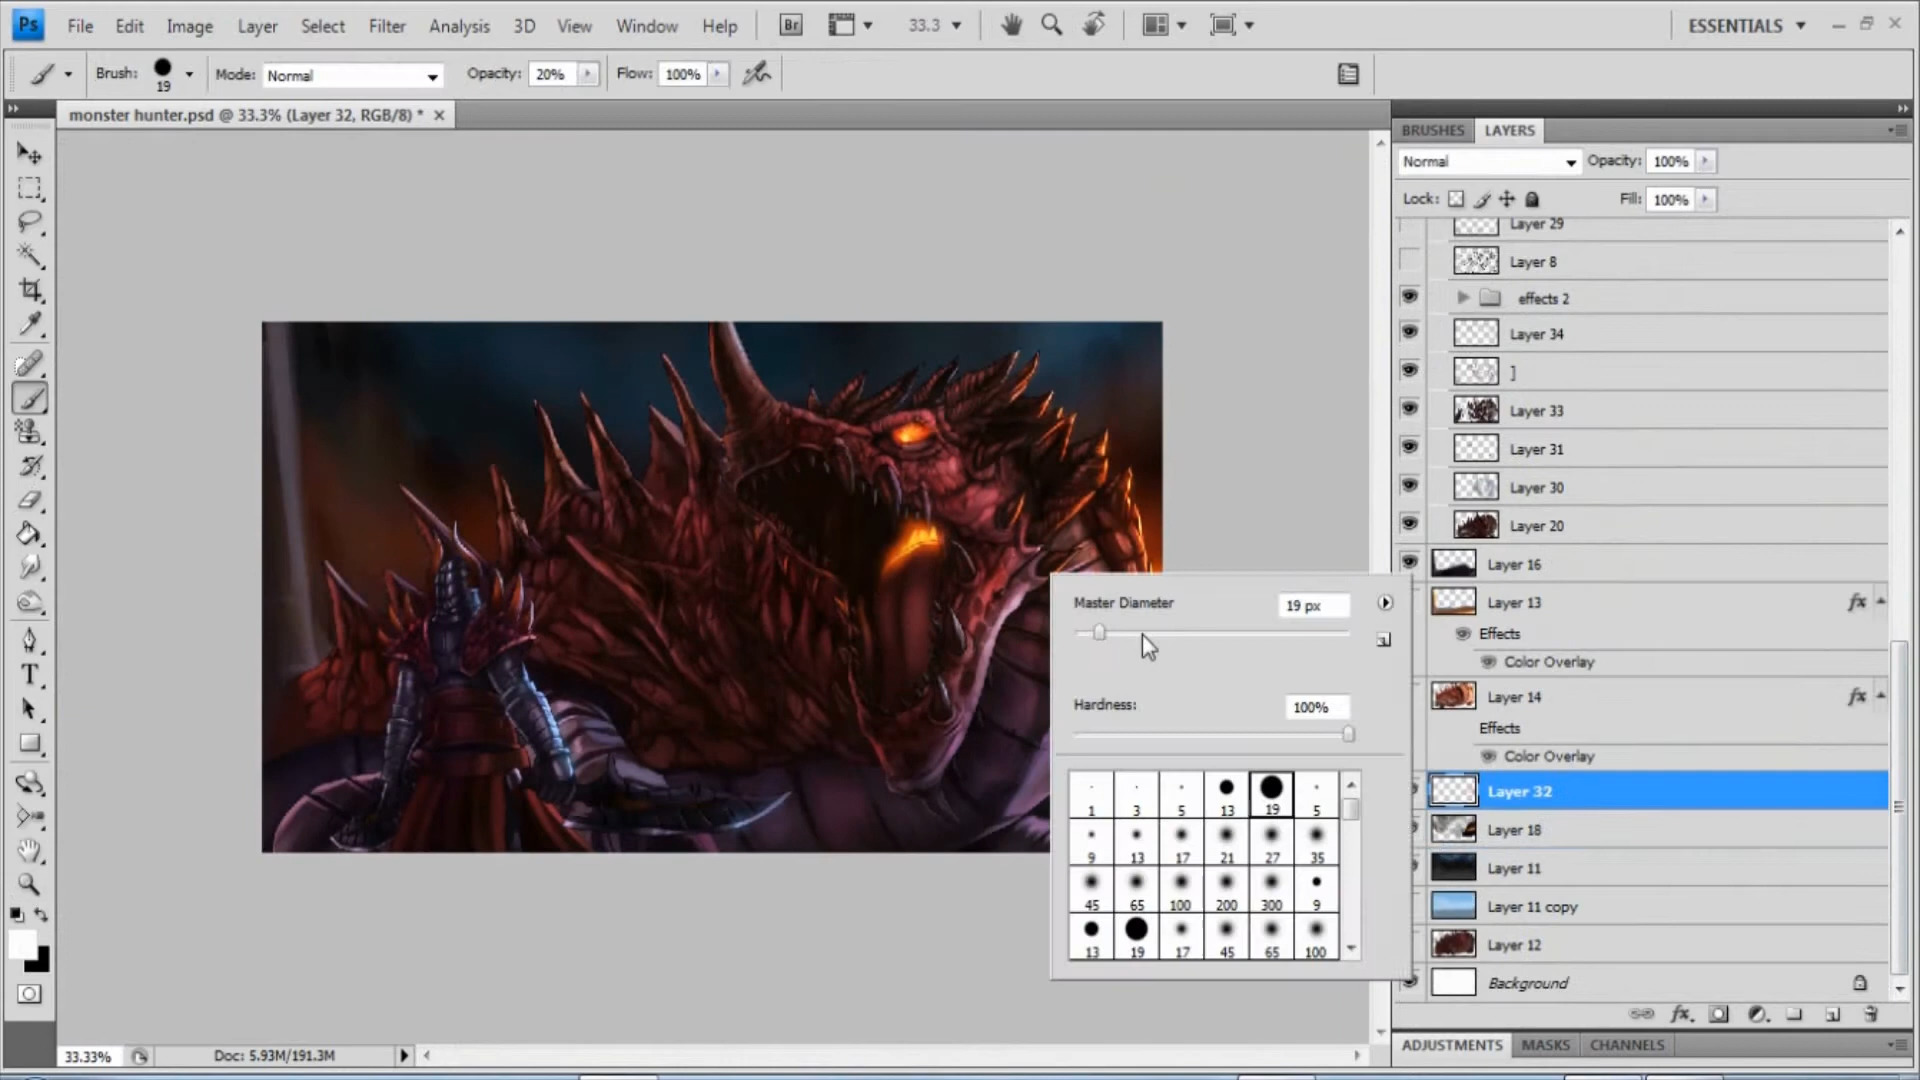 Ps File Edit Image Layer Select Filter Analysis 3D View Window Help Br 33.3 ESSENTIALS
Brush: 19 Mode: Normal Opacity: 20% Flow: 100%
monster hunter.psd @ 33.3% (Layer 32, RGB/8) *
BRUSHES LAYERS
Normal Opacity: 100%
Lock: Fill: 100%
Layer 29
Layer 8
effects 2
Layer 34
]
Layer 33
Layer 31
Layer 30
Layer 20
Layer 16
Layer 13 fx
Effects
Color Overlay
Layer 14 fx
Effects
Color Overlay
Layer 32
Layer 18
Layer 11
Layer 11 copy
Layer 12
Background
Master Diameter 19 px
Hardness: 100%
1 3 5 13 19 5
9 13 17 21 27 35
45 65 100 200 300 9
13 19 17 45 65 100
T
fx
33.33% Doc: 5.93M/191.3M
ADJUSTMENTS MASKS CHANNELS